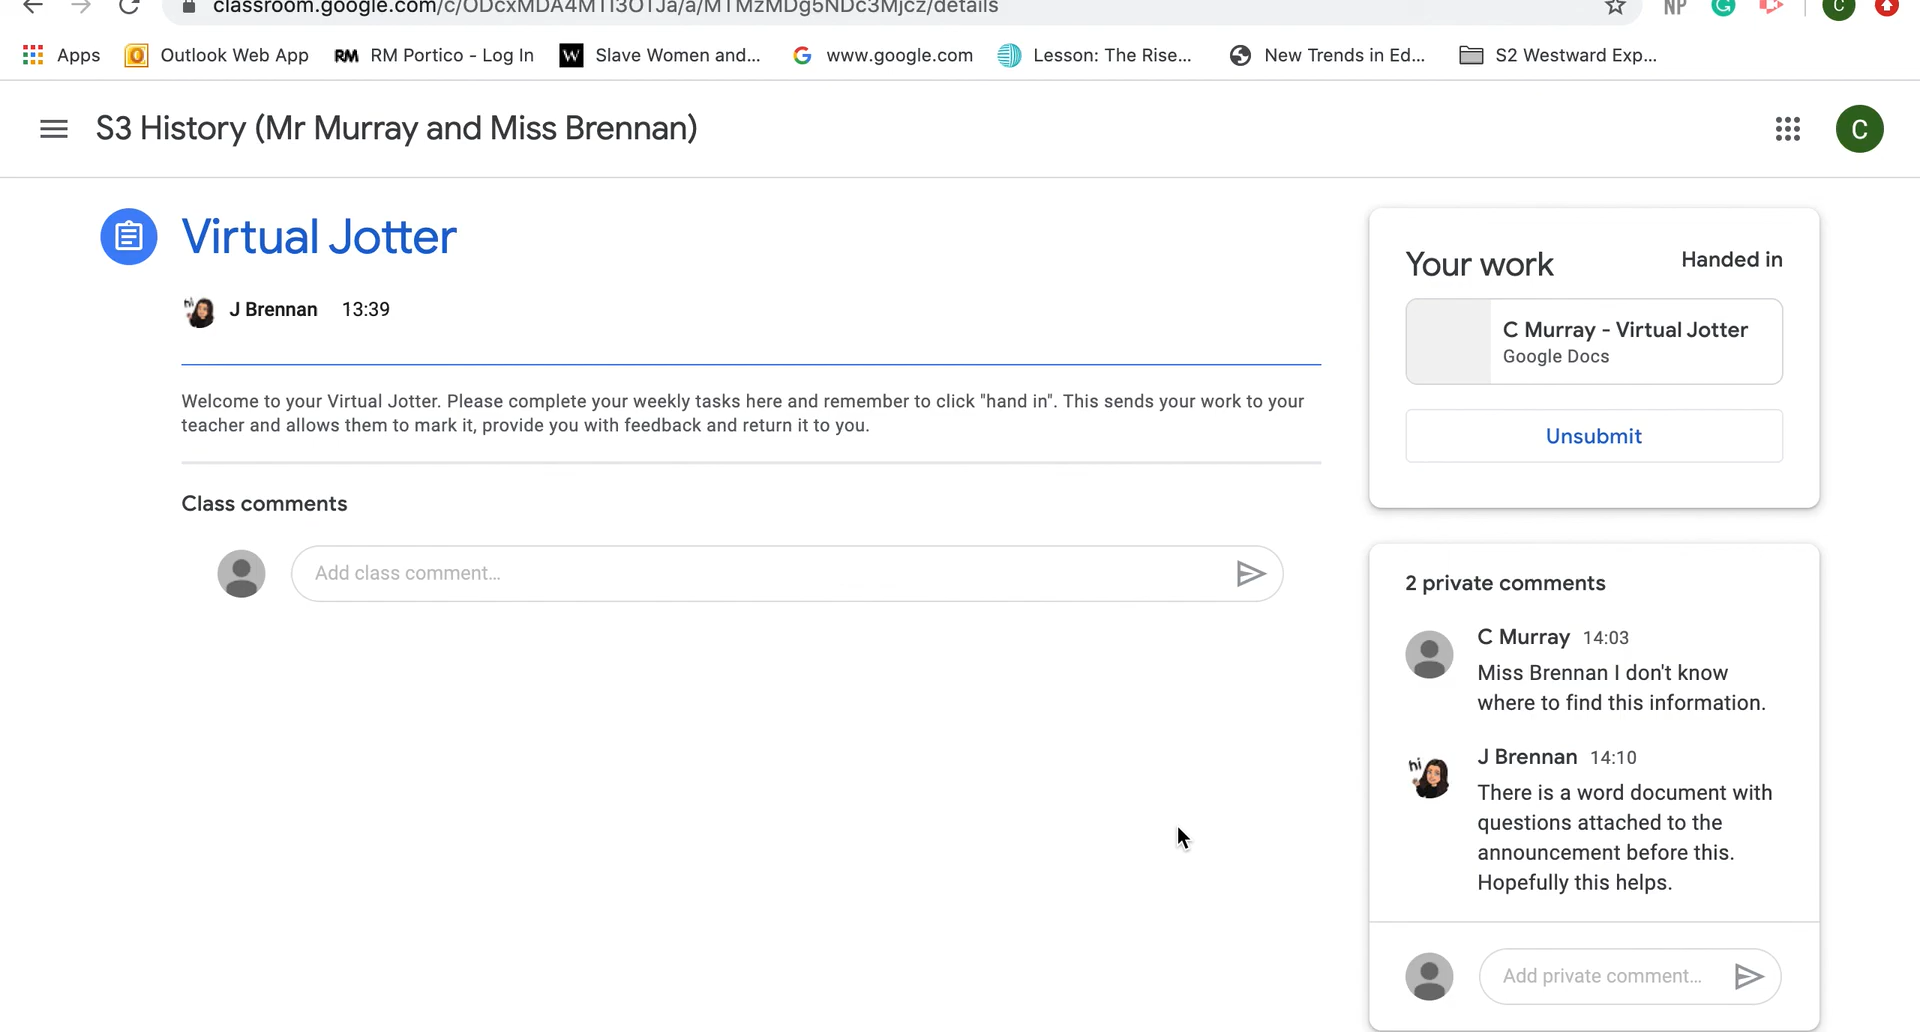 Apps Outlook Web App RM RM Portico - Log In W Slave Women and... G www.google.com Lesson: The Rise... New Trends in Ed... S2 Westward Exp...
NP C
S3 History (Mr Murray and Miss Brennan)
C
Virtual Jotter
hi J Brennan 13:39
Welcome to your Virtual Jotter. Please complete your weekly tasks here and remember to click "hand in". This sends your work to your
teacher and allows them to mark it, provide you with feedback and return it to you.
Class comments
Add class comment...
Your work Handed in
C Murray - Virtual Jotter
Google Docs
Unsubmit
2 private comments
C Murray 14:03
Miss Brennan I don't know
where to find this information.
hi J Brennan 14:10
There is a word document with
questions attached to the
announcement before this.
Hopefully this helps.
Add private comment...